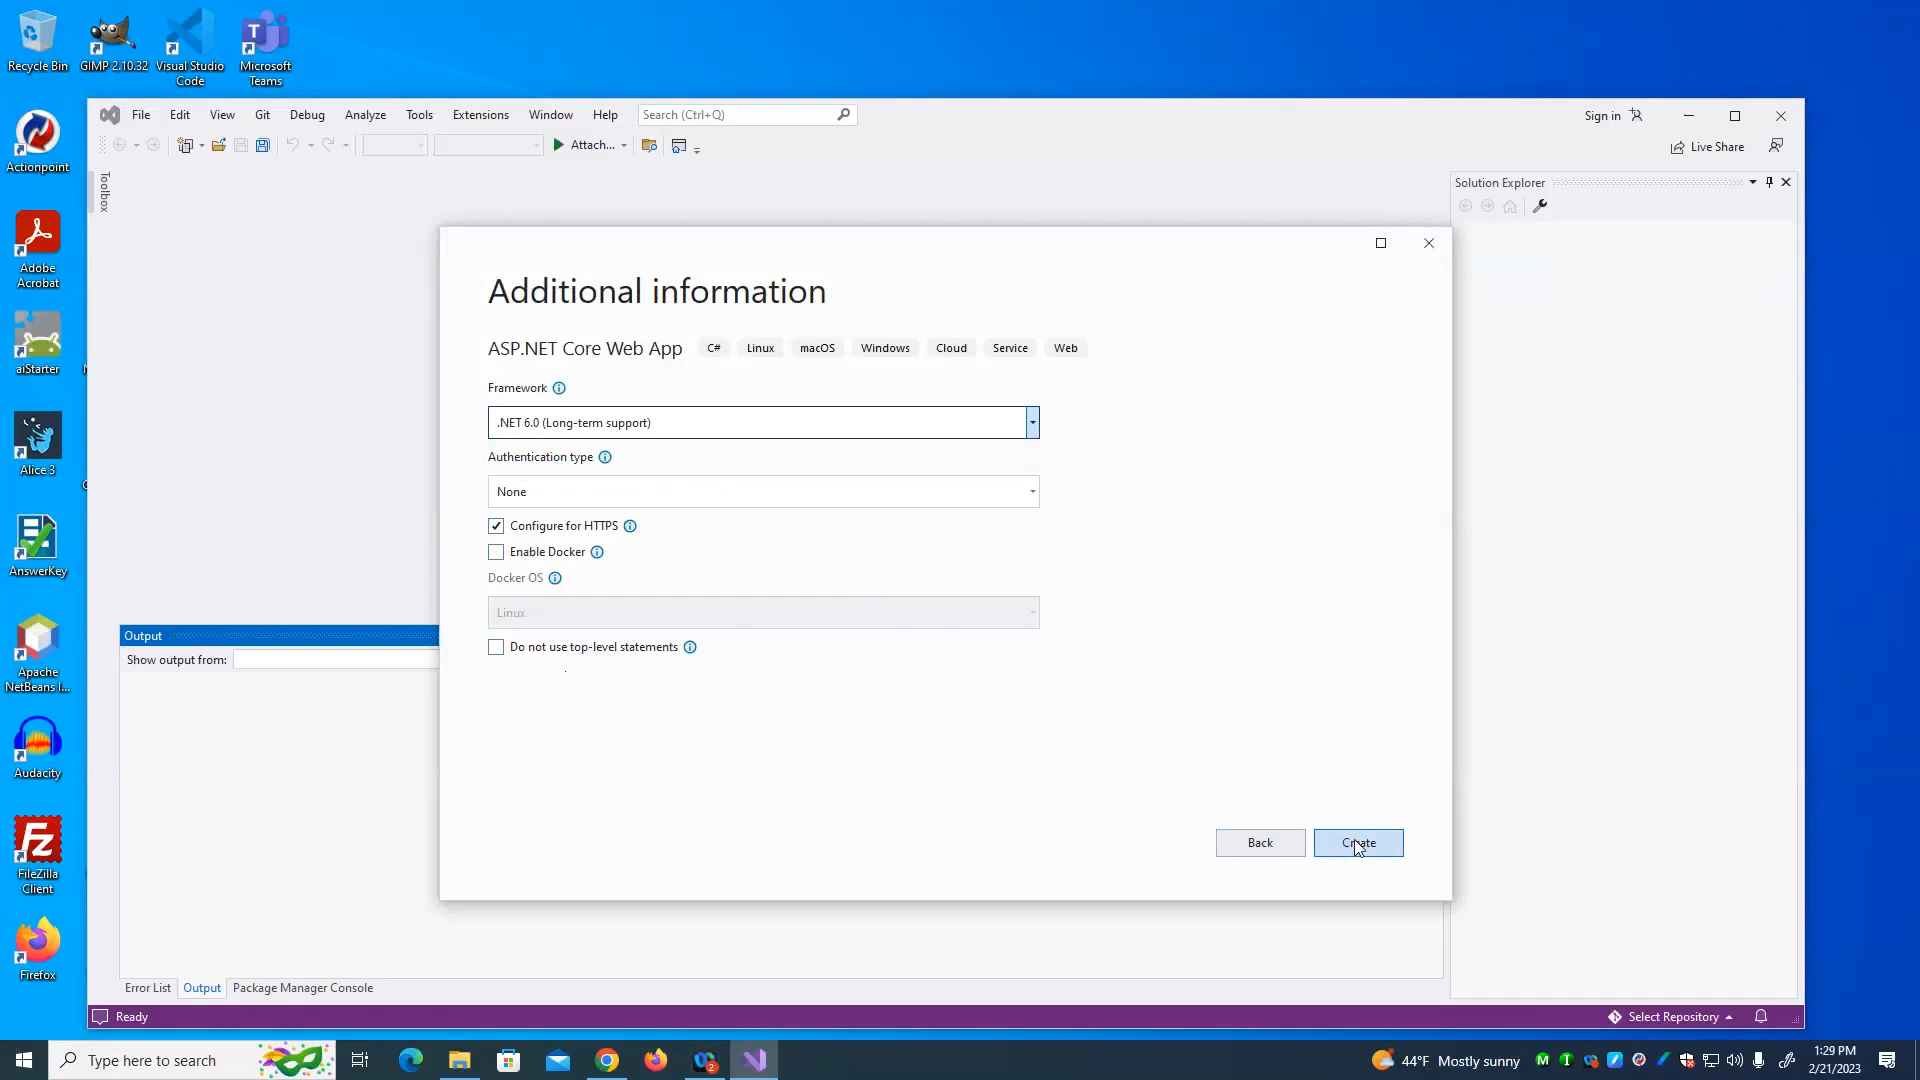 Recycle Bin
GIMP 2.10.32
Visual Studio
Code
Microsoft
Teams
Actionpoint
Adobe
Acrobat
aiStarter
Alice 3
AnswerKey
Apache
NetBeans I...
Audacity
FileZilla
Client
Firefox
File Edit View Git Debug Analyze Tools Extensions Window Help Search (Ctrl+Q) Sign in
Attach... Live Share
Toolbox
Solution Explorer
Additional information
ASP.NET Core Web App C# Linux macOS Windows Cloud Service Web
Framework
.NET 6.0 (Long-term support)
Authentication type
None
Configure for HTTPS
Enable Docker
Docker OS
Linux
Do not use top-level statements
Back Create
Output
Show output from:
Error List Output Package Manager Console
Ready Select Repository
Type here to search
2
44°F Mostly sunny
1:29 PM
2/21/2023